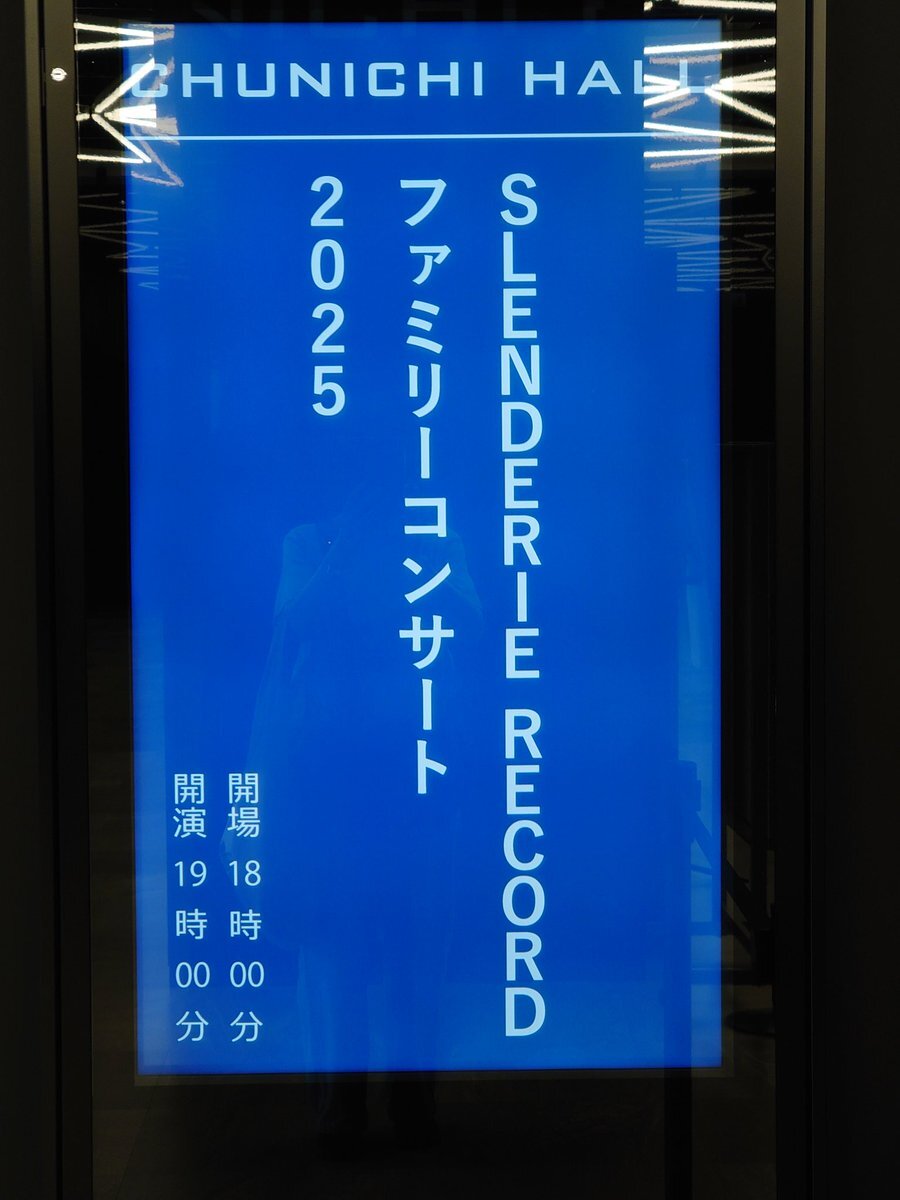 CHUNICHI HALL
SLENDERIE RECORD
ファミリーコンサート
2025
開場 18時00分
開演 19時00分